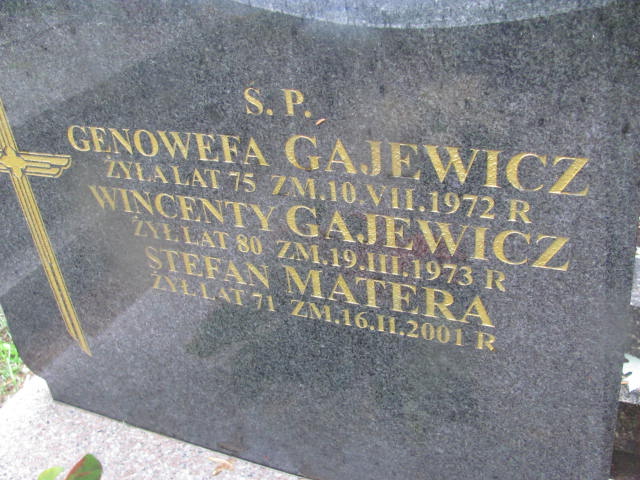 Ś. P.
GENOWEFA GAJEWICZ
ŻYŁA LAT 75 ZM.10.VII.1972 R
WINCENTY GAJEWICZ
ŻYŁ LAT 80 ZM.19.III.1973 R
STEFAN MATERA
ŻYŁ LAT 71 ZM.16.II.2001 R